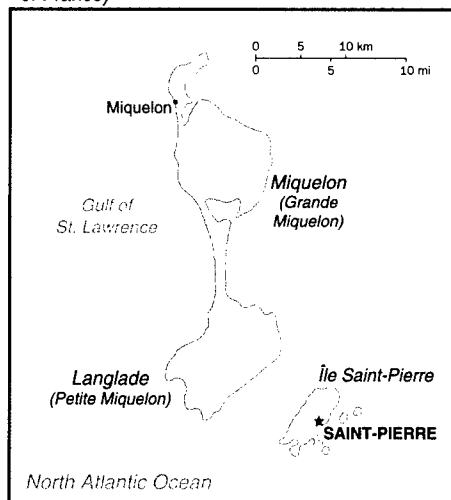 of France)
0 5 10 km
0 5 10 mi
Miquelon
Miquelon
(Grande
Miquelon)
Gulf of
St. Lawrence
Langlade
(Petite Miquelon)
Île Saint-Pierre
SAINT-PIERRE
North Atlantic Ocean